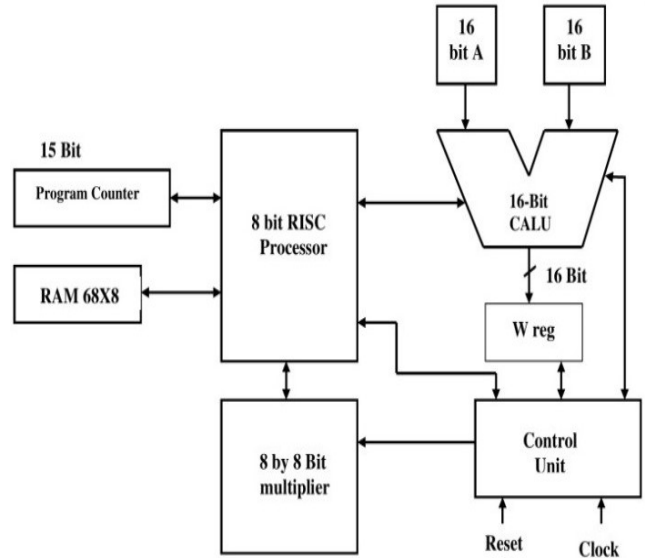 16
bit A
16
bit B
15 Bit
Program Counter
8 bit RISC
Processor
16-Bit
CALU
RAM 68X8
16 Bit
W reg
8 by 8 Bit
multiplier
Control
Unit
Reset
Clock